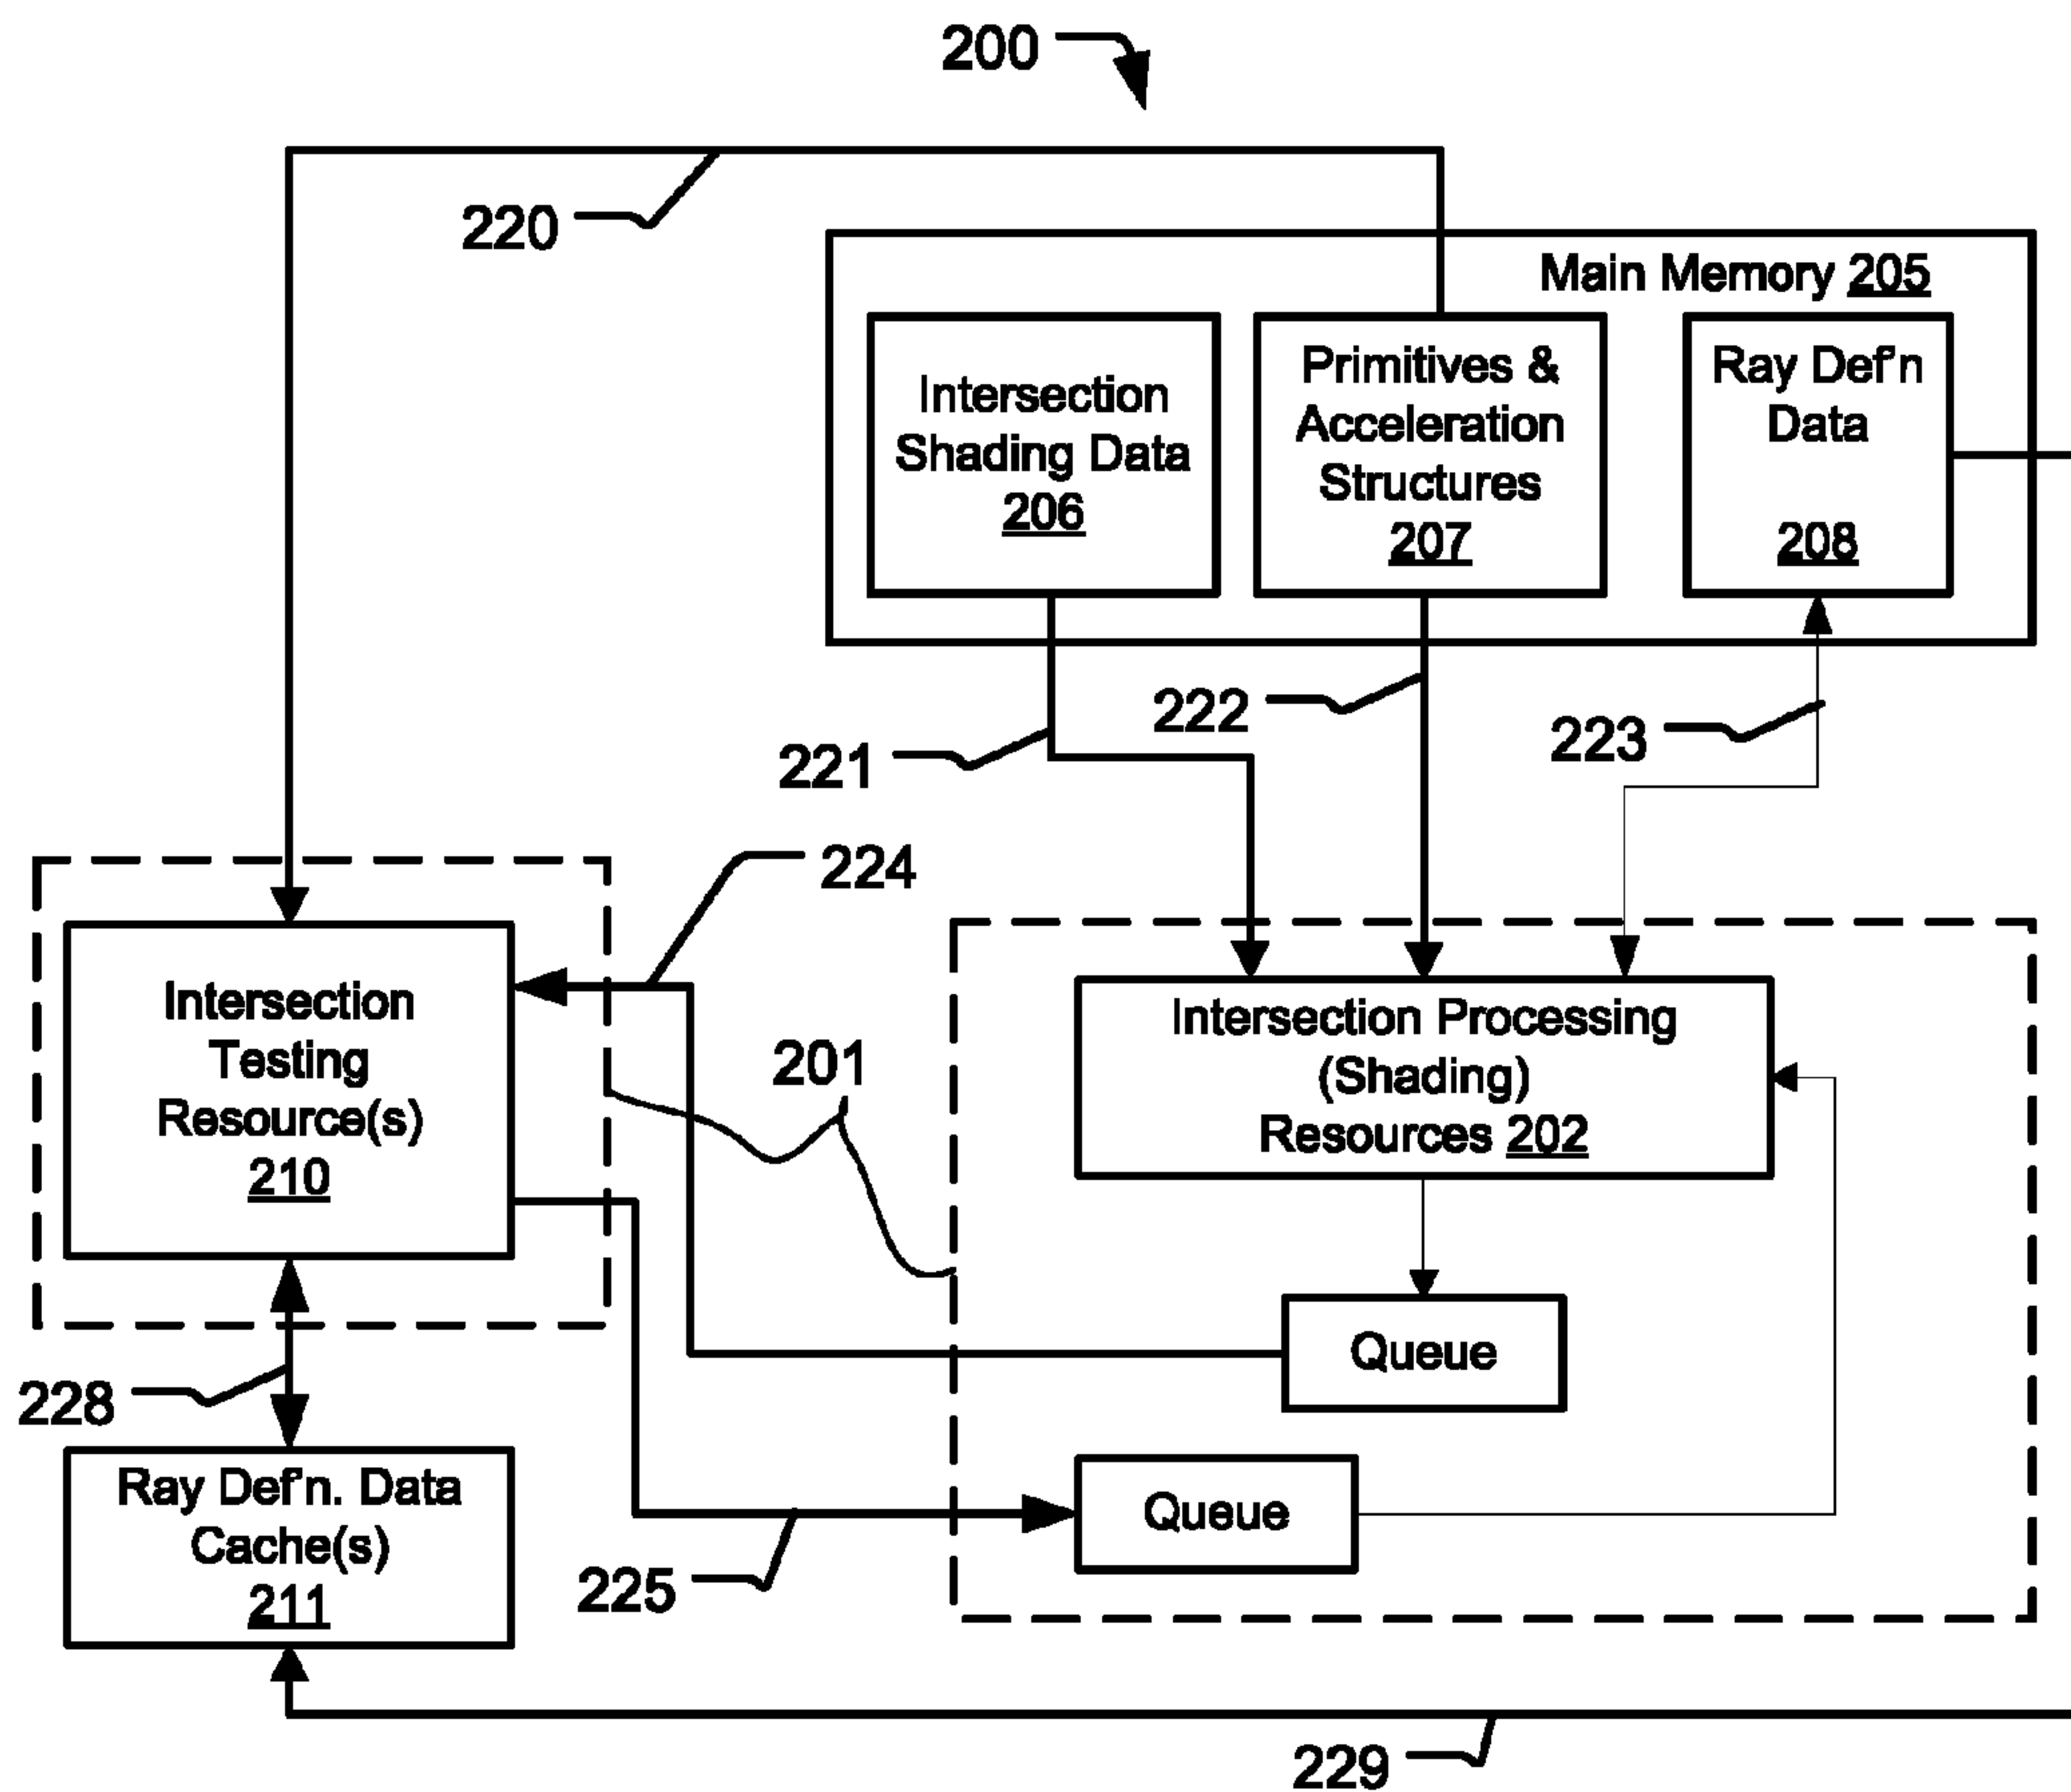 200
220
Main Memory 205
Intersection
Shading Data
206
Primitives &
Acceleration
Structures
207
Ray Def'n
Data
208
221
222
223
224
Intersection
Testing
Resource(s)
210
201
Intersection Processing
(Shading)
Resources 202
Queue
228
Queue
Ray Def'n. Data
Cache(s)
211
225
229